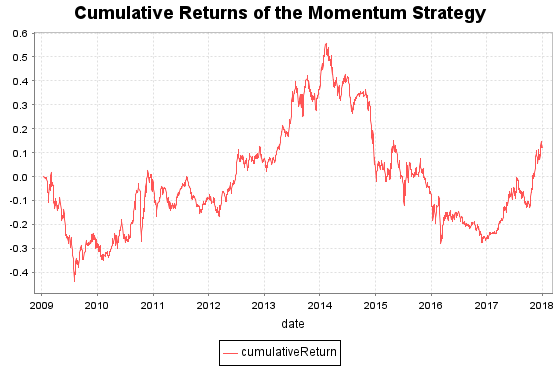 Cumulative Returns of the Momentum Strategy
0.6
0.5
0.4
0.3
0.2
0.1
0.0
-0.1
-0.2
-0.3
-0.4
2009 2010 2011 2012 2013 2014 2015 2016 2017 2018
date
cumulativeReturn